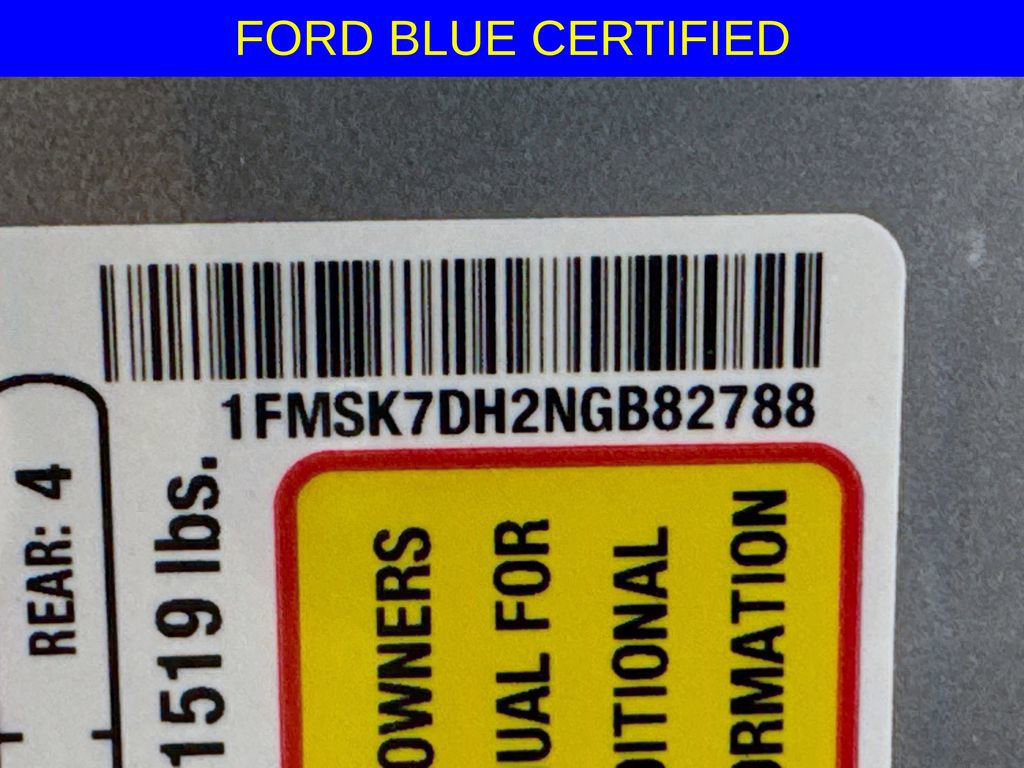 FORD BLUE CERTIFIED
1FMSK7DH2NGB82788
REAR: 4
1519 lbs.
OWNERS
UAL FOR
DITIONAL
ORMATION